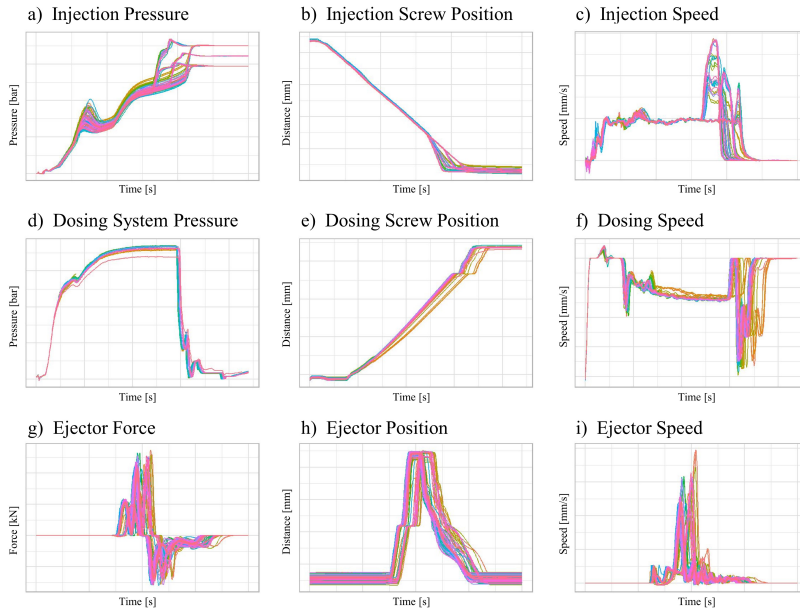 a) Injection Pressure
b) Injection Screw Position
c) Injection Speed
Pressure [bar]
Distance [mm]
Speed [mm/s]
Time [s]
Time [s]
Time [s]
d) Dosing System Pressure
e) Dosing Screw Position
f) Dosing Speed
Pressure [bar]
Distance [mm]
Speed [mm/s]
Time [s]
Time [s]
Time [s]
g) Ejector Force
h) Ejector Position
i) Ejector Speed
Force [kN]
Distance [mm]
Speed [mm/s]
Time [s]
Time [s]
Time [s]